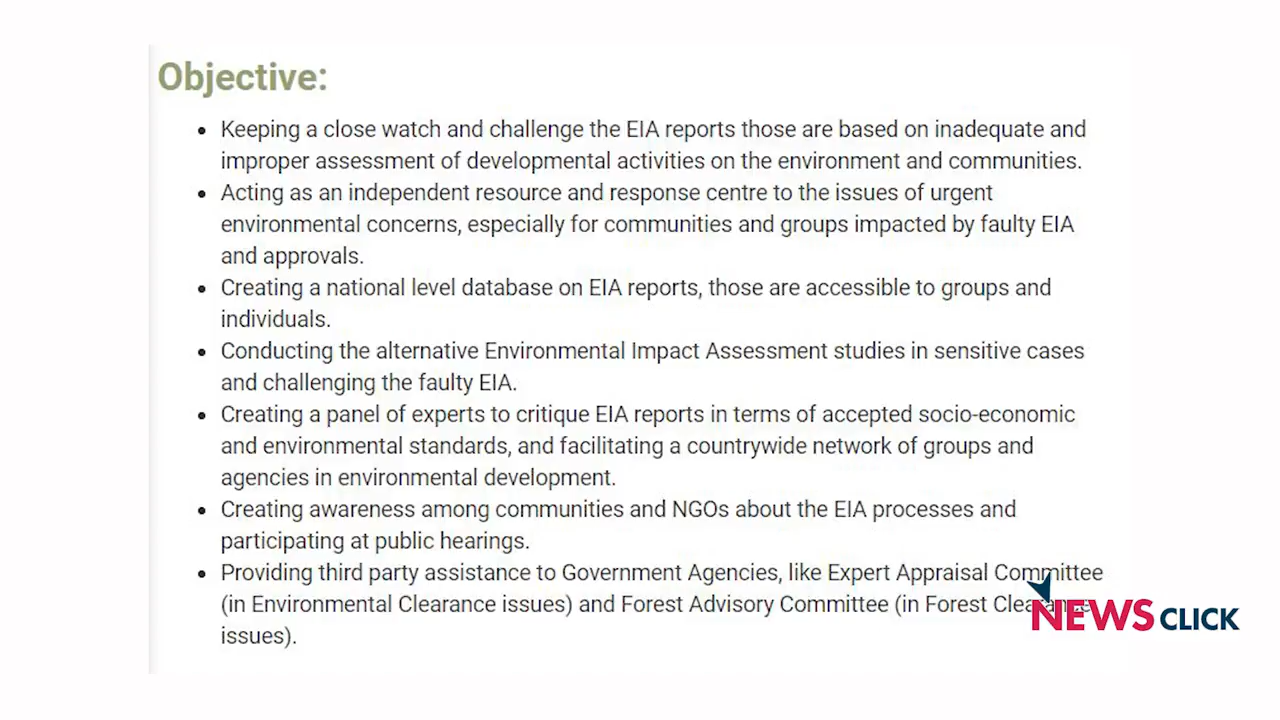 Objective:
Keeping a close watch and challenge the EIA reports those are based on inadequate and
improper assessment of developmental activities on the environment and communities.
Acting as an independent resource and response centre to the issues of urgent
environmental concerns, especially for communities and groups impacted by faulty EIA
and approvals.
Creating a national level database on EIA reports, those are accessible to groups and
individuals.
Conducting the alternative Environmental Impact Assessment studies in sensitive cases
and challenging the faulty EIA.
Creating a panel of experts to critique EIA reports in terms of accepted socio-economic
and environmental standards, and facilitating a countrywide network of groups and
agencies in environmental development.
Creating awareness among communities and NGOs about the EIA processes and
participating at public hearings.
Providing third party assistance to Government Agencies, like Expert Appraisal Committee
(in Environmental Clearance issues) and Forest Advisory Committee (in Forest Clearance
issues).
NEWS CLICK